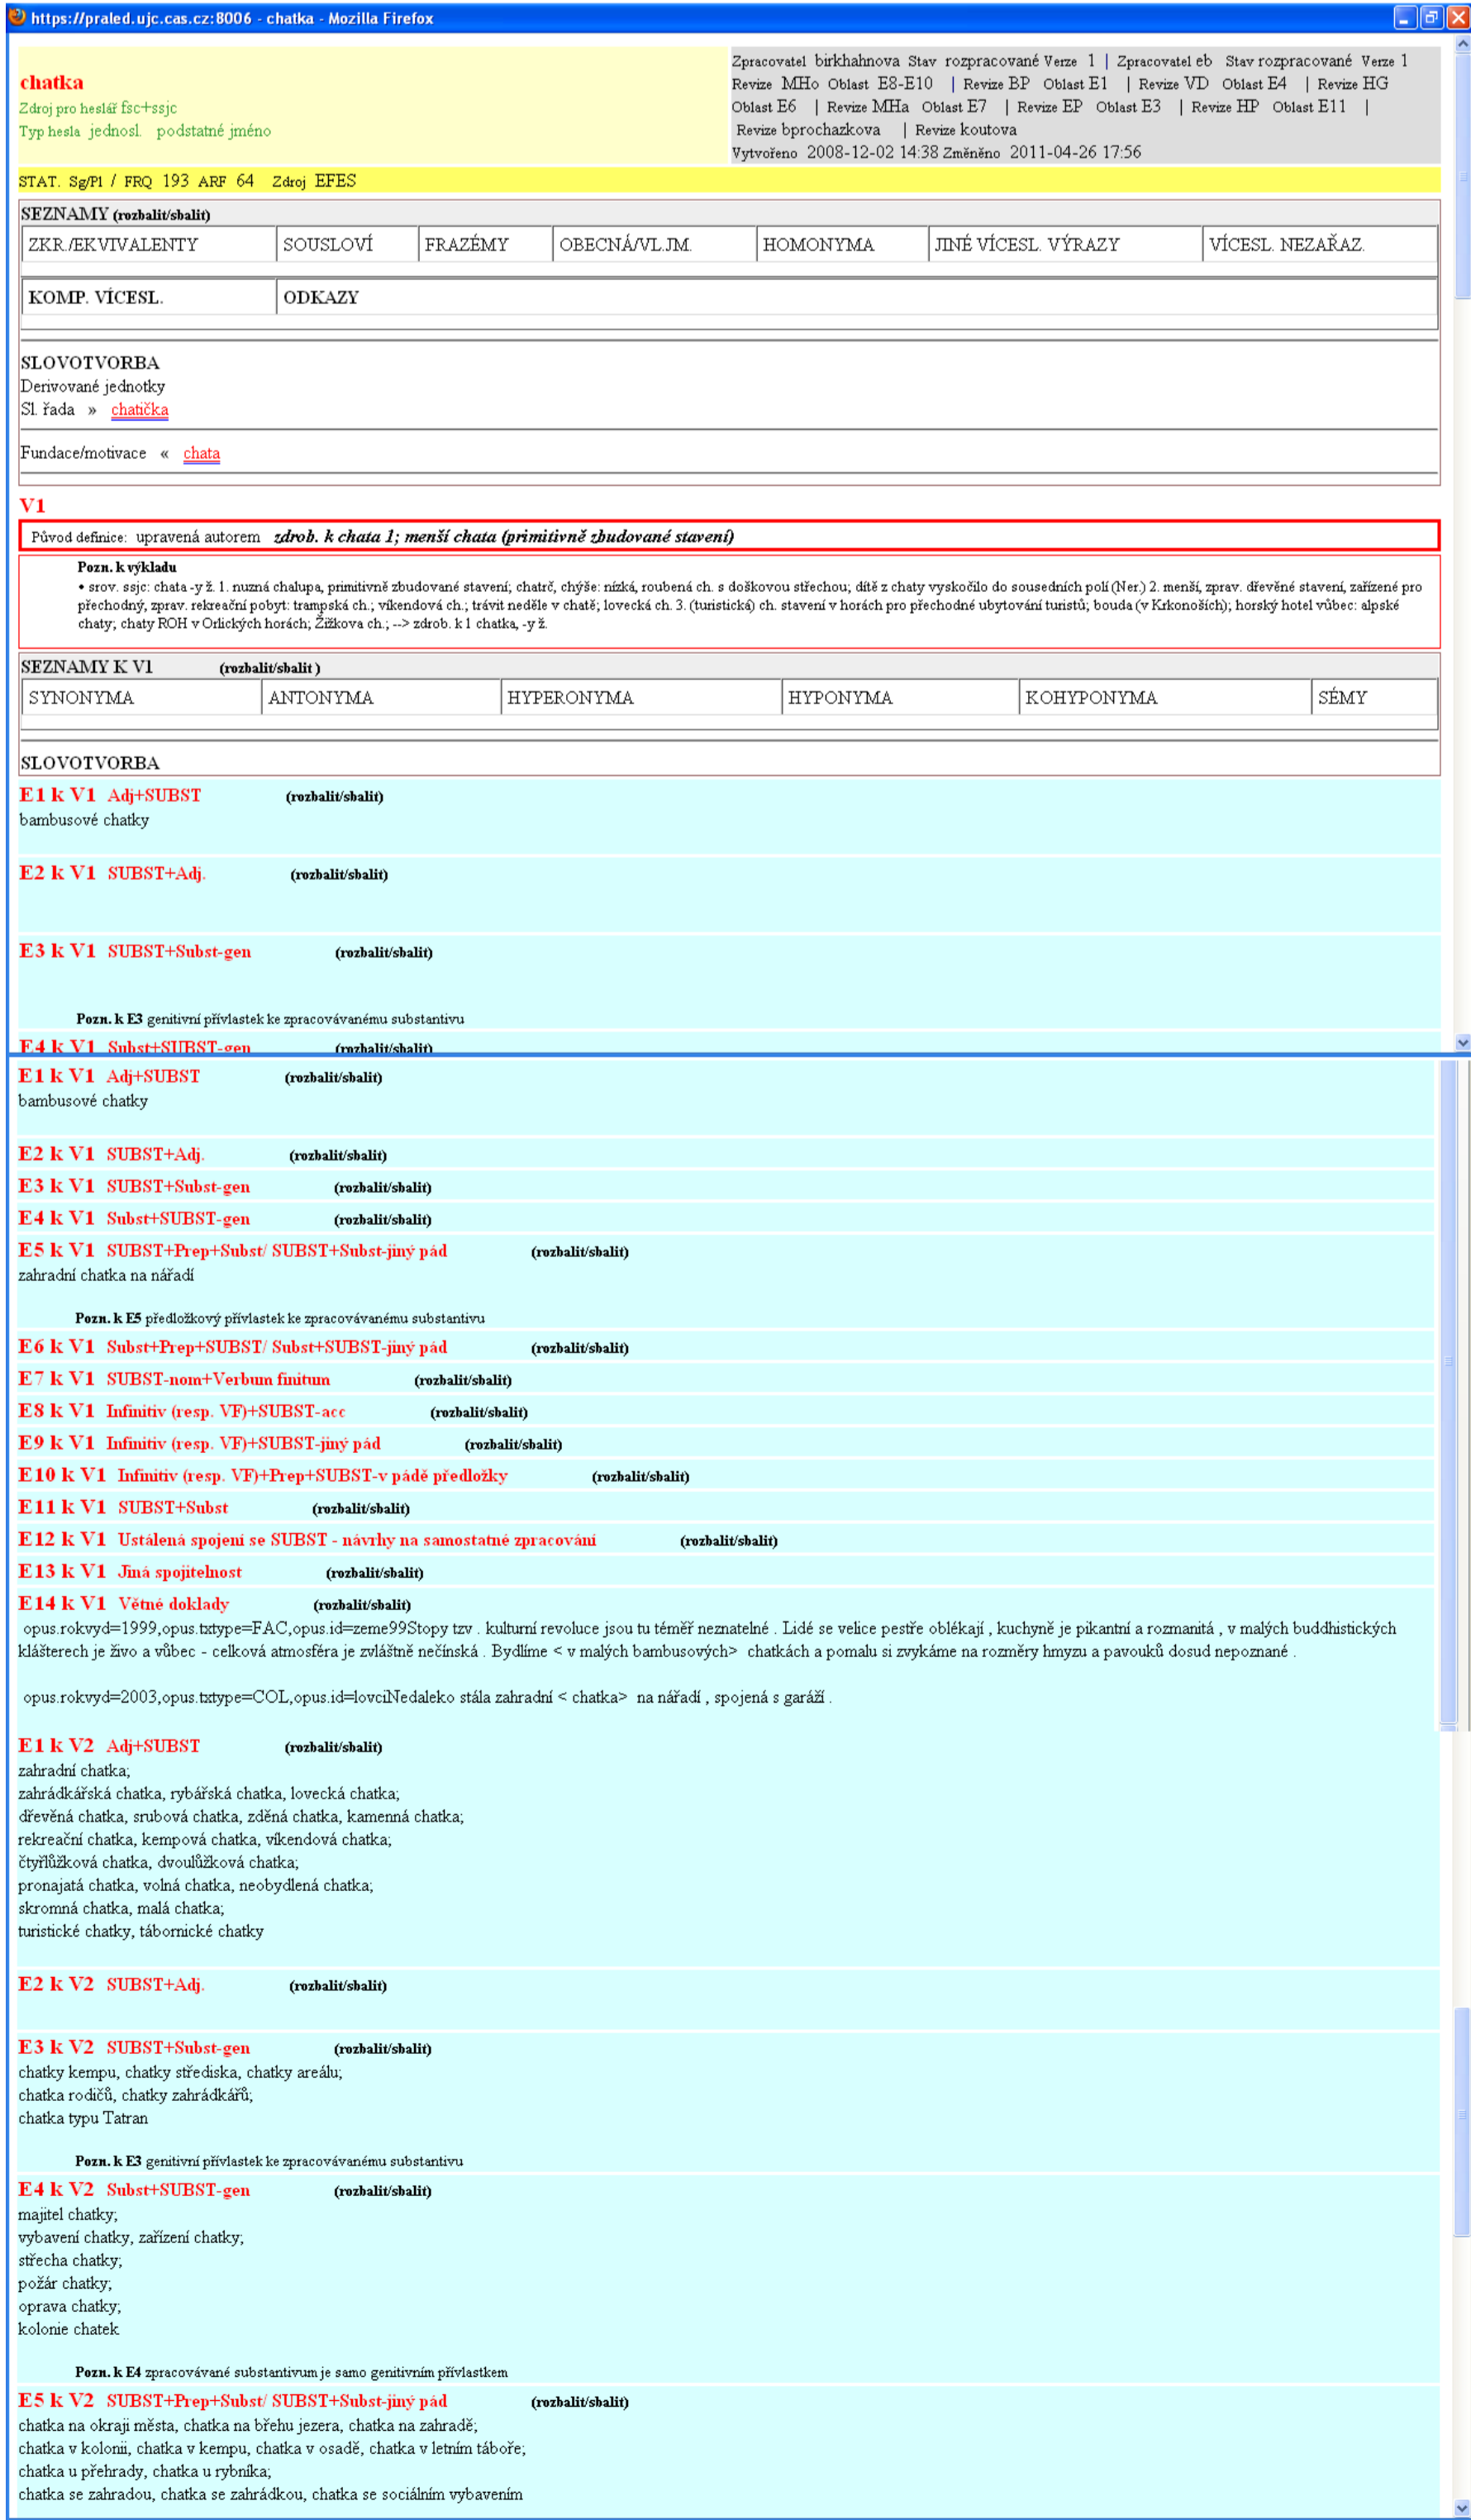 https://praled.ujc.cas.cz:8006 - chatka - Mozilla Firefox
chatka
Zdroj pro heslář fsc+ssjc
Typ hesla jednosl. podstatné jméno
Zpracovatel birkhahnova Stav rozpracované Verze 1 | Zpracovatel eb Stav rozpracované Verze 1
Revize MHo Oblast E8-E10 | Revize BP Oblast E1 | Revize VD Oblast E4 | Revize HG
Oblast E6 | Revize MHa Oblast E7 | Revize EP Oblast E3 | Revize HP Oblast E11 |
Revize bprochazkova | Revize koutova
Vytvořeno 2008-12-02 14:38 Změněno 2011-04-26 17:56
STAT. Sg/Pl / FRQ 193 ARF 64 Zdroj EFES
SEZNAMY (rozbalit/sbalit)
ZKR./EKVIVALENTY SOUSLOVÍ FRAZÉMY OBECNÁ/VL.JM. HOMONYMA JINÉ VÍCESL. VÝRAZY VÍCESL. NEZAŘAZ.
KOMP. VÍCESL. ODKAZY
SLOVOTVORBA
Derivované jednotky
Sl. řada » chatička
Fundace/motivace « chata
V1
Původ definice: upravená autorem zdrob. k chata 1; menší chata (primitivně zbudované stavení)
Pozn. k výkladu
• srov. ssjc: chata -y ž. 1. nuzná chalupa, primitivně zbudované stavení; chatrč, chýše: nízká, roubená ch. s doškovou střechou; dítě z chaty vyskočilo do sousedních polí (Ner.) 2. menší, zprav. dřevěné stavení, zařízené pro
přechodný, zprav. rekreační pobyt: trampská ch.; víkendová ch.; trávit neděle v chatě; lovecká ch. 3. (turistická) ch. stavení v horách pro přechodné ubytování turistů; bouda (v Krkonoších); horský hotel vůbec: alpské
chaty; chaty ROH v Orlických horách; Žižkova ch.; --> zdrob. k 1 chatka, -y ž.
SEZNAMY K V1 (rozbalit/sbalit )
SYNONYMA ANTONYMA HYPERONYMA HYPONYMA KOHYPONYMA SÉMY
SLOVOTVORBA
E1 k V1 Adj+SUBST (rozbalit/sbalit)
bambusové chatky
E2 k V1 SUBST+Adj. (rozbalit/sbalit)
E3 k V1 SUBST+Subst-gen (rozbalit/sbalit)
Pozn. k E3 genitivní přívlastek ke zpracovávanému substantivu
E4 k V1 Subst+SUBST-gen (rozbalit/sbalit)
E1 k V1 Adj+SUBST (rozbalit/sbalit)
bambusové chatky
E2 k V1 SUBST+Adj. (rozbalit/sbalit)
E3 k V1 SUBST+Subst-gen (rozbalit/sbalit)
E4 k V1 Subst+SUBST-gen (rozbalit/sbalit)
E5 k V1 SUBST+Prep+Subst/ SUBST+Subst-jiný pád (rozbalit/sbalit)
zahradní chatka na nářadí
Pozn. k E5 předložkový přívlastek ke zpracovávanému substantivu
E6 k V1 Subst+Prep+SUBST/ Subst+SUBST-jiný pád (rozbalit/sbalit)
E7 k V1 SUBST-nom+Verbum finitum (rozbalit/sbalit)
E8 k V1 Infinitiv (resp. VF)+SUBST-acc (rozbalit/sbalit)
E9 k V1 Infinitiv (resp. VF)+SUBST-jiný pád (rozbalit/sbalit)
E10 k V1 Infinitiv (resp. VF)+Prep+SUBST-v pádě předložky (rozbalit/sbalit)
E11 k V1 SUBST+Subst (rozbalit/sbalit)
E12 k V1 Ustálená spojení se SUBST - návrhy na samostatné zpracování (rozbalit/sbalit)
E13 k V1 Jiná spojitelnost (rozbalit/sbalit)
E14 k V1 Větné doklady (rozbalit/sbalit)
opus.rokvyd=1999,opus.txtype=FAC,opus.id=zeme99Stopy tzv . kulturní revoluce jsou tu téměř neznatelné . Lidé se velice pestře oblékají , kuchyně je pikantní a rozmanitá , v malých buddhistických
klášterech je živo a vůbec - celková atmosféra je zvláštně nečínská . Bydlíme < v malých bambusových> chatkách a pomalu si zvykáme na rozměry hmyzu a pavouků dosud nepoznané .
opus.rokvyd=2003,opus.txtype=COL,opus.id=lovciNedaleko stála zahradní < chatka> na nářadí , spojená s garáží .
E1 k V2 Adj+SUBST (rozbalit/sbalit)
zahradní chatka;
zahrádkářská chatka, rybářská chatka, lovecká chatka;
dřevěná chatka, srubová chatka, zděná chatka, kamenná chatka;
rekreační chatka, kempová chatka, víkendová chatka;
čtyřlůžková chatka, dvoulůžková chatka;
pronajatá chatka, volná chatka, neobydlená chatka;
skromná chatka, malá chatka;
turistické chatky, tábornické chatky
E2 k V2 SUBST+Adj. (rozbalit/sbalit)
E3 k V2 SUBST+Subst-gen (rozbalit/sbalit)
chatky kempu, chatky střediska, chatky areálu;
chatka rodičů, chatky zahrádkářů;
chatka typu Tatran
Pozn. k E3 genitivní přívlastek ke zpracovávanému substantivu
E4 k V2 Subst+SUBST-gen (rozbalit/sbalit)
majitel chatky;
vybavení chatky, zařízení chatky;
střecha chatky;
požár chatky;
oprava chatky;
kolonie chatek
Pozn. k E4 zpracovávané substantivum je samo genitivním přívlastkem
E5 k V2 SUBST+Prep+Subst/ SUBST+Subst-jiný pád (rozbalit/sbalit)
chatka na okraji města, chatka na břehu jezera, chatka na zahradě;
chatka v kolonii, chatka v kempu, chatka v osadě, chatka v letním táboře;
chatka u přehrady, chatka u rybníka;
chatka se zahradou, chatka se zahrádkou, chatka se sociálním vybavením